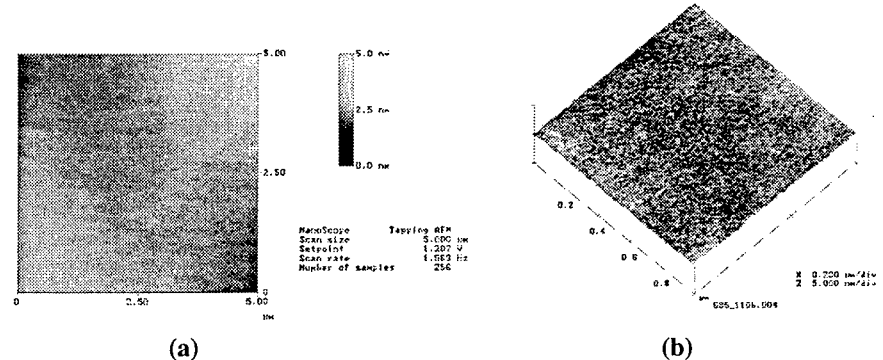 5.00
5.0 nm
2.5 nm
0.0 nm
2.50
0
0 2.50 5.00
NanoScope Tapping AFM
Scan size 5.000 µm
Setpoint 1.207 V
Scan rate 1.563 Hz
Number of samples 256
(a)
0.2
0.4
0.6
0.8
µm
X 0.200 µm/div
Z 5.000 nm/div
(b)